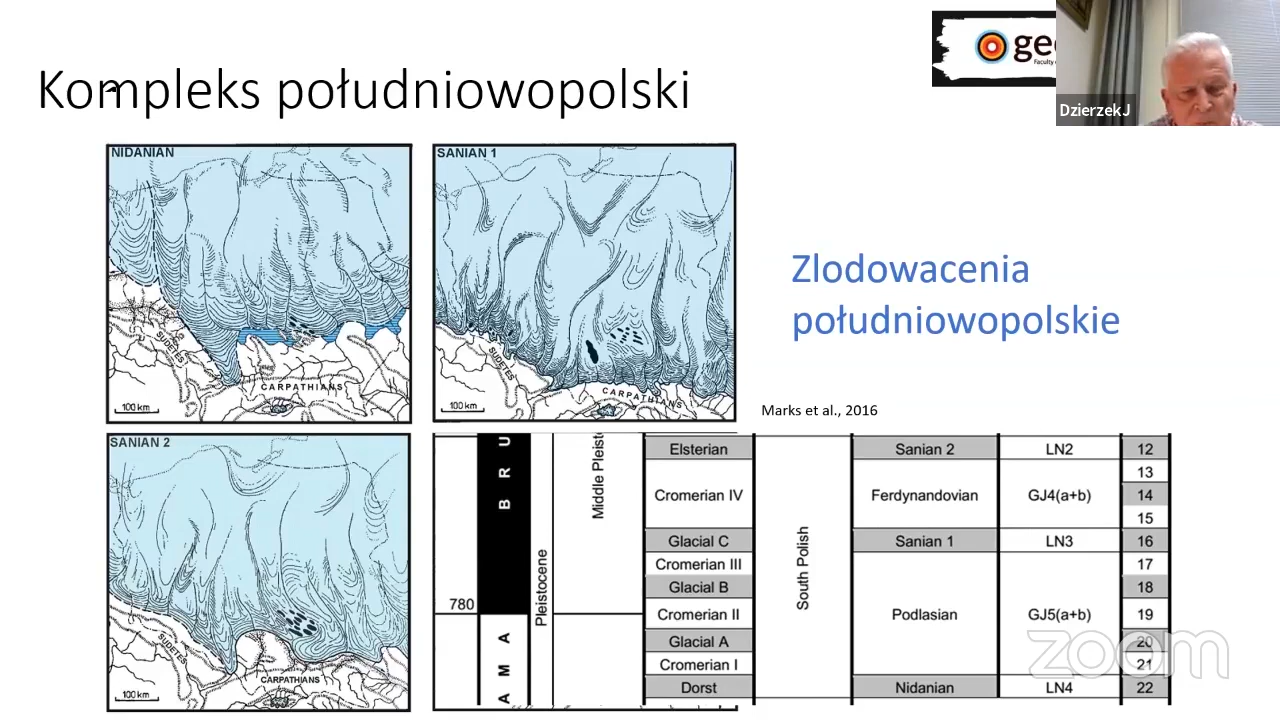 Kompleks południowopolski
Faculty
DzierzekJ
NIDANIAN
SUDETES
CARPATHIANS
100 km
SANIAN 1
SUDETES
CARPATHIANS
100 km
Zlodowacenia
południowopolskie
Marks et al., 2016
SANIAN 2
SUDETES
CARPATHIANS
100 km
780
B R U
A M A
Pleistocene
Middle Pleist
Elsterian
Cromerian IV
Glacial C
Cromerian III
Glacial B
Cromerian II
Glacial A
Cromerian I
Dorst
South Polish
Sanian 2
Ferdynandovian
Sanian 1
Podlasian
Nidanian
LN2
GJ4(a+b)
LN3
GJ5(a+b)
LN4
12
13
14
15
16
17
18
19
20
21
22
zoom